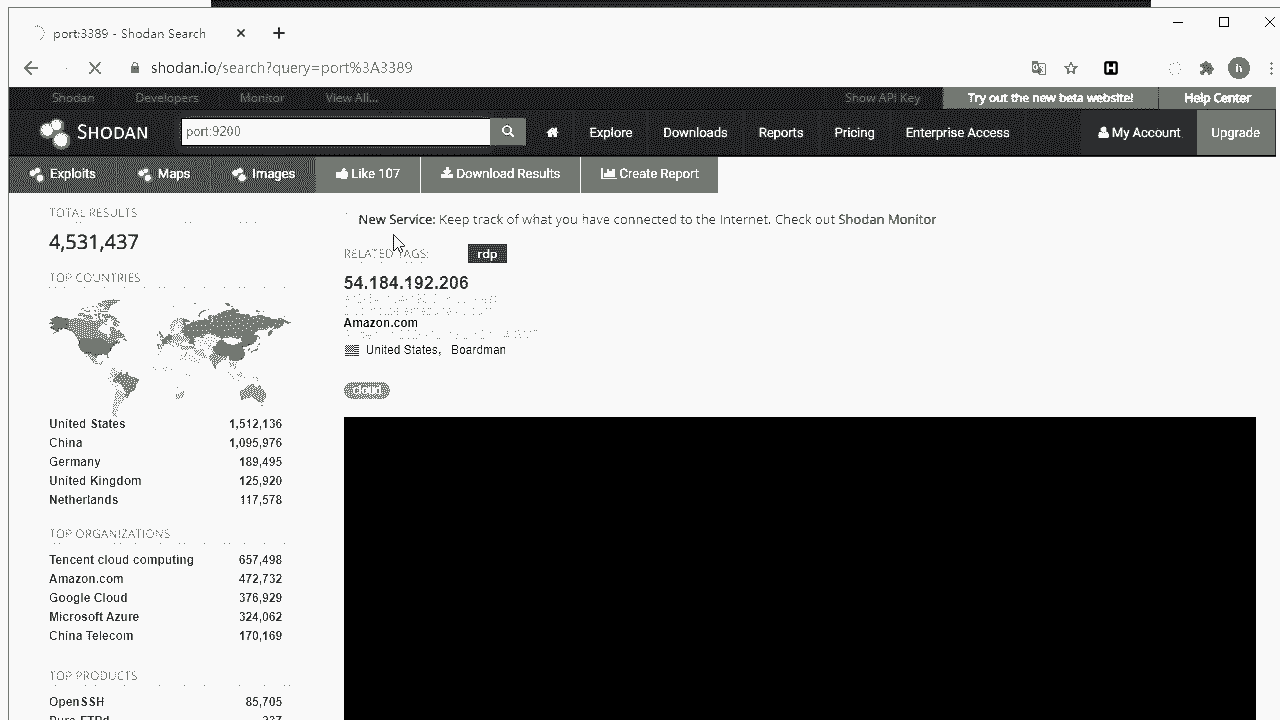 port:3389 - Shodan Search
shodan.io/search?query=port%3A3389
Shodan Developers Monitor View All... Show API Key Try out the new beta website! Help Center
SHODAN port:9200 Explore Downloads Reports Pricing Enterprise Access My Account Upgrade
Exploits Maps Images Like 107 Download Results Create Report
TOTAL RESULTS
4,531,437
TOP COUNTRIES
United States 1,512,136
China 1,095,976
Germany 189,495
United Kingdom 125,920
Netherlands 117,578
TOP ORGANIZATIONS
Tencent cloud computing 657,498
Amazon.com 472,732
Google Cloud 376,929
Microsoft Azure 324,062
China Telecom 170,169
TOP PRODUCTS
OpenSSH 85,705
New Service: Keep track of what you have connected to the Internet. Check out Shodan Monitor
RELATED TAGS: rdp
54.184.192.206
Amazon.com
United States, Boardman
cloud